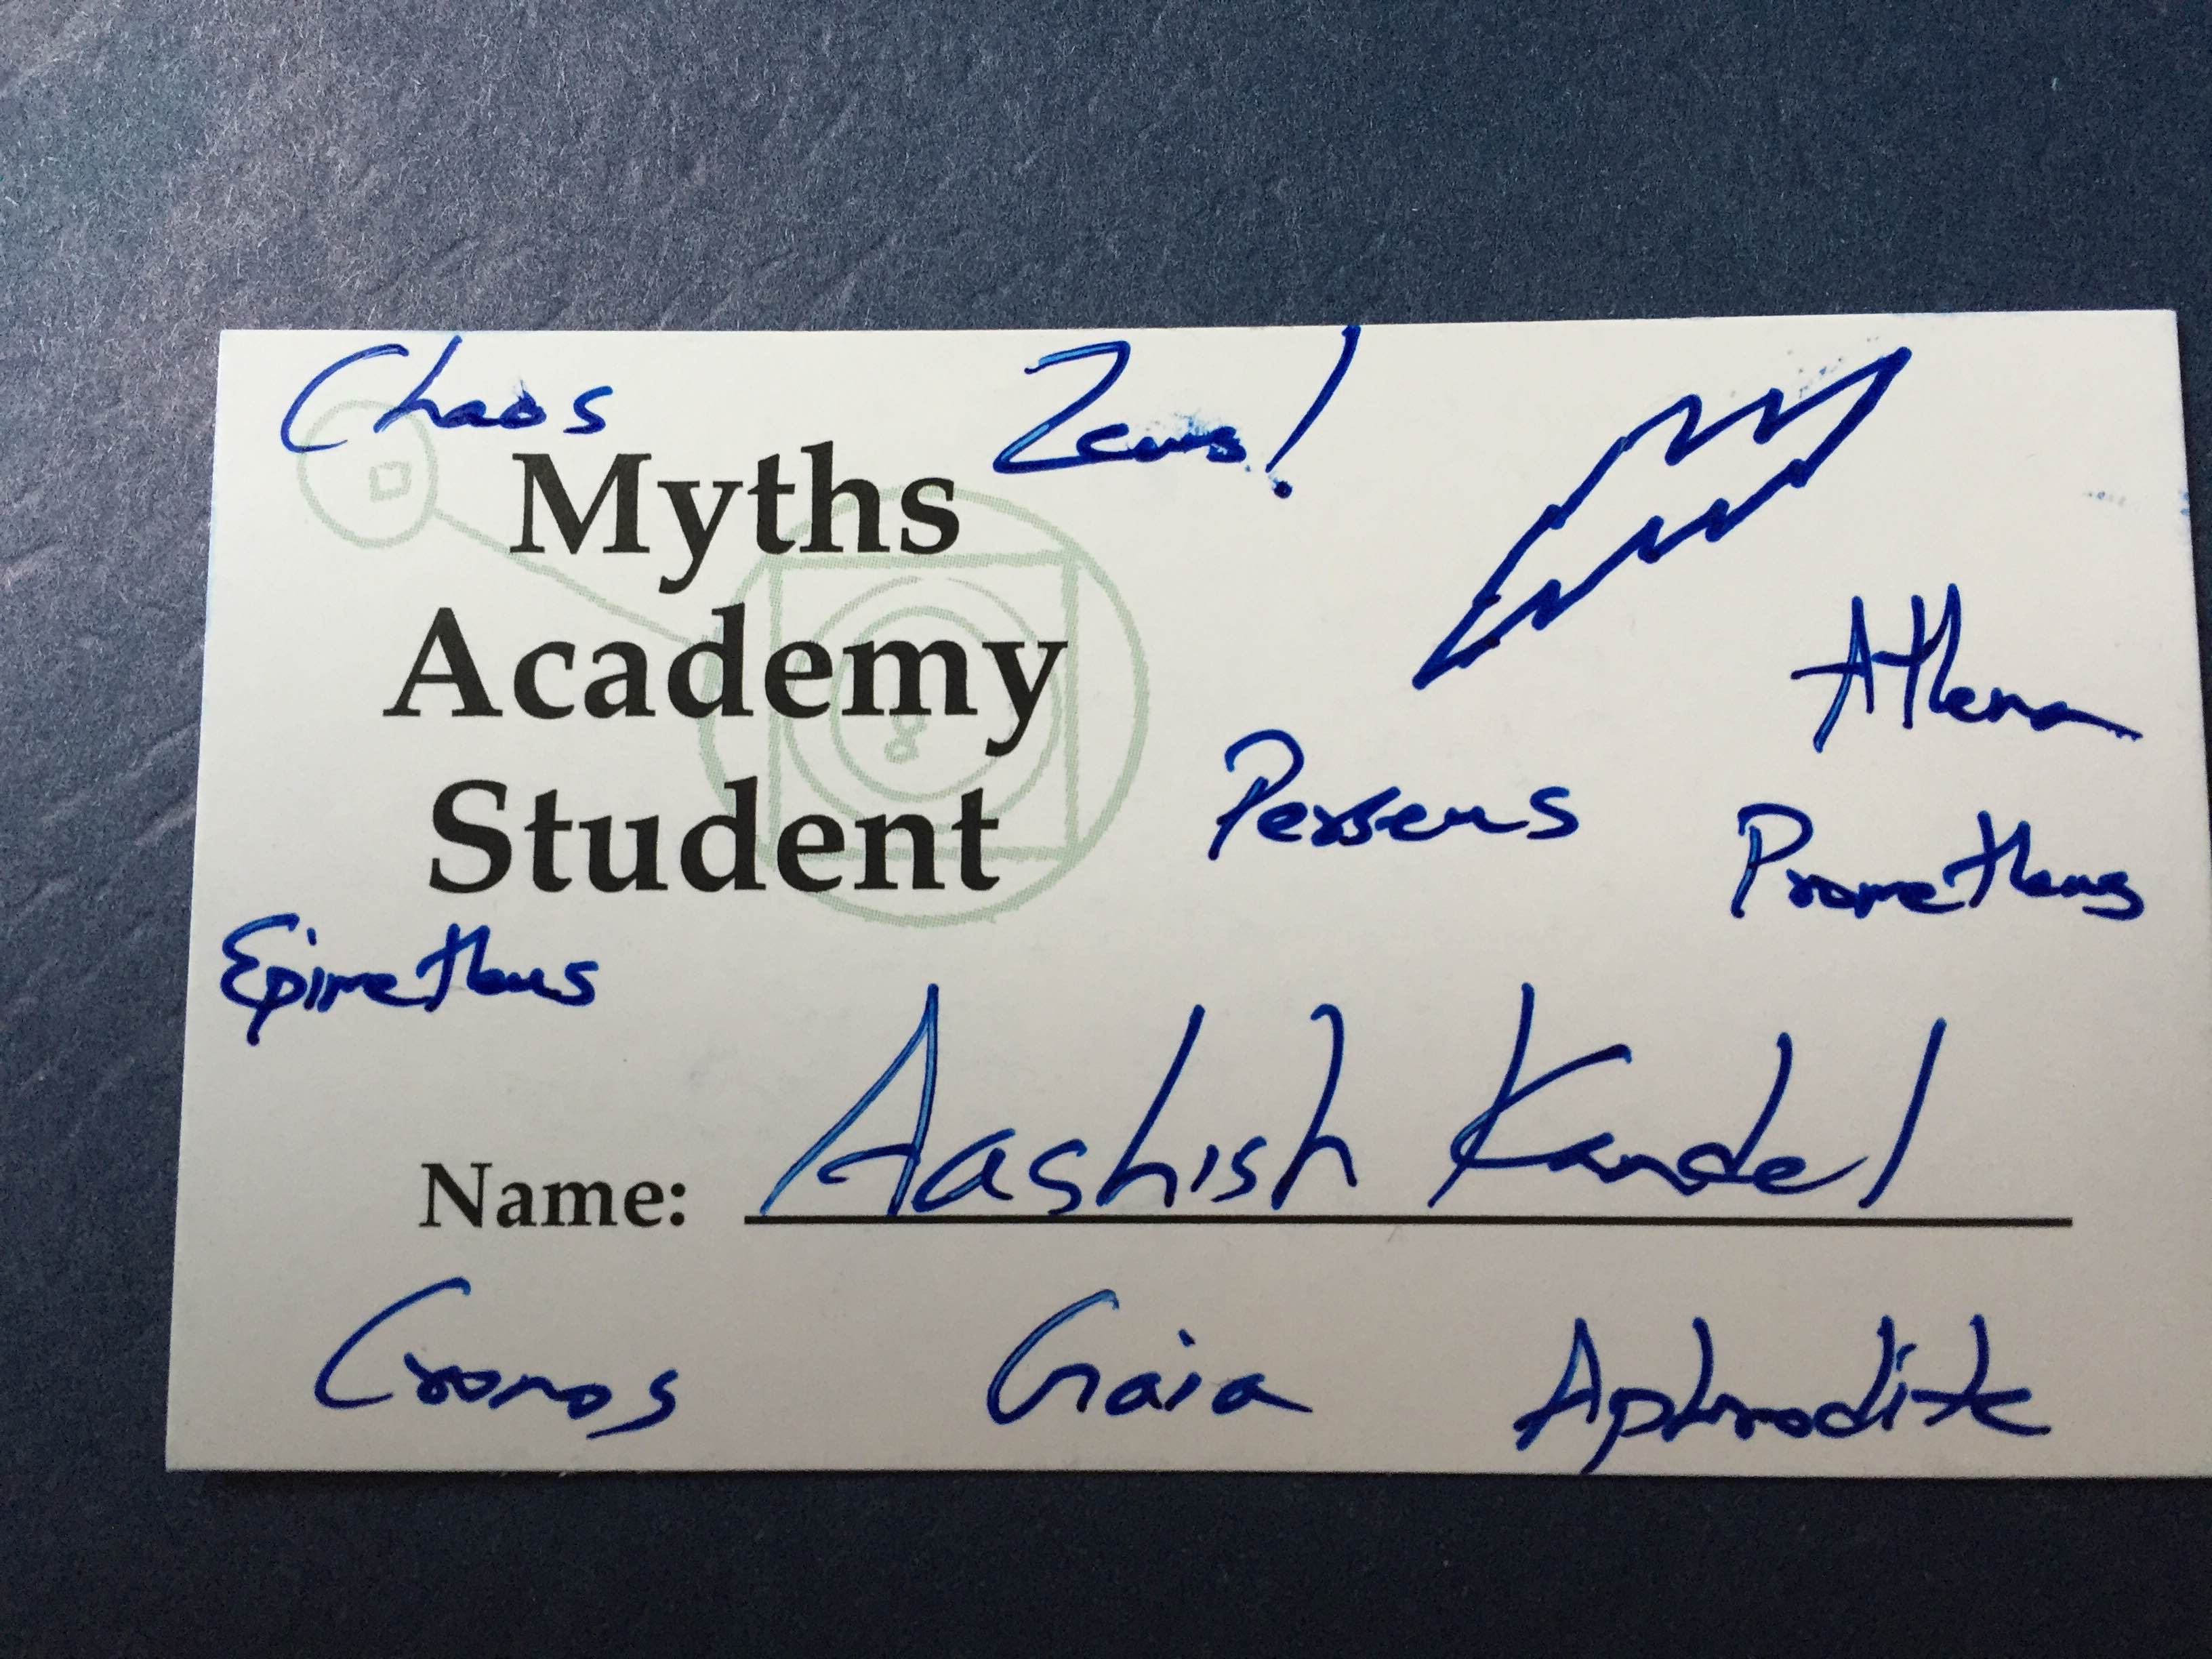 Chaos Zeus!
Myths
Academy
Student
Athena
Perseus
Prometheus
Epimetheus
Name: Aashish Kandel
Cronos Gaia Aphrodite